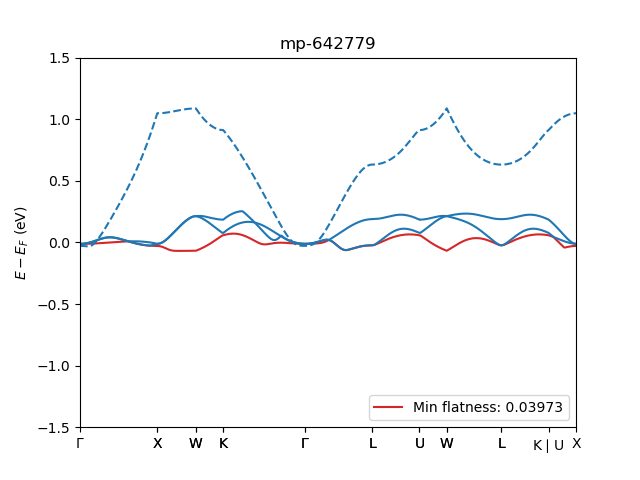 mp-642779
1.5
1.0
0.5
0.0
−0.5
−1.0
−1.5
E − E_F (eV)
Min flatness: 0.03973
Γ X W K Γ L U W L K | U X